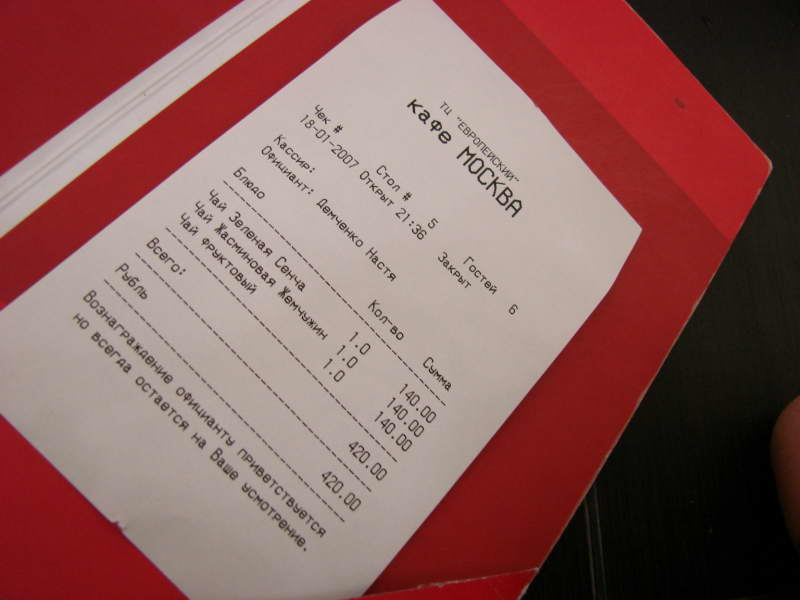 ТЦ "ЕВРОПЕЙСКИЙ"
кафе МОСКВА
Чек # Стол # 5 Гостей 6
18-01-2007 Открыт 21:36 Закрыт
Кассир:
Официант: Демченко Настя
Блюдо Кол-во Сумма
Чай Зеленая Сенча 1.0 140.00
Чай Жасминовая Жемчужин 1.0 140.00
Чай Фруктовый 1.0 140.00
Всего: 420.00
Рубль 420.00
Вознаграждение официанту приветствуется
но всегда остается на Ваше усмотрение.